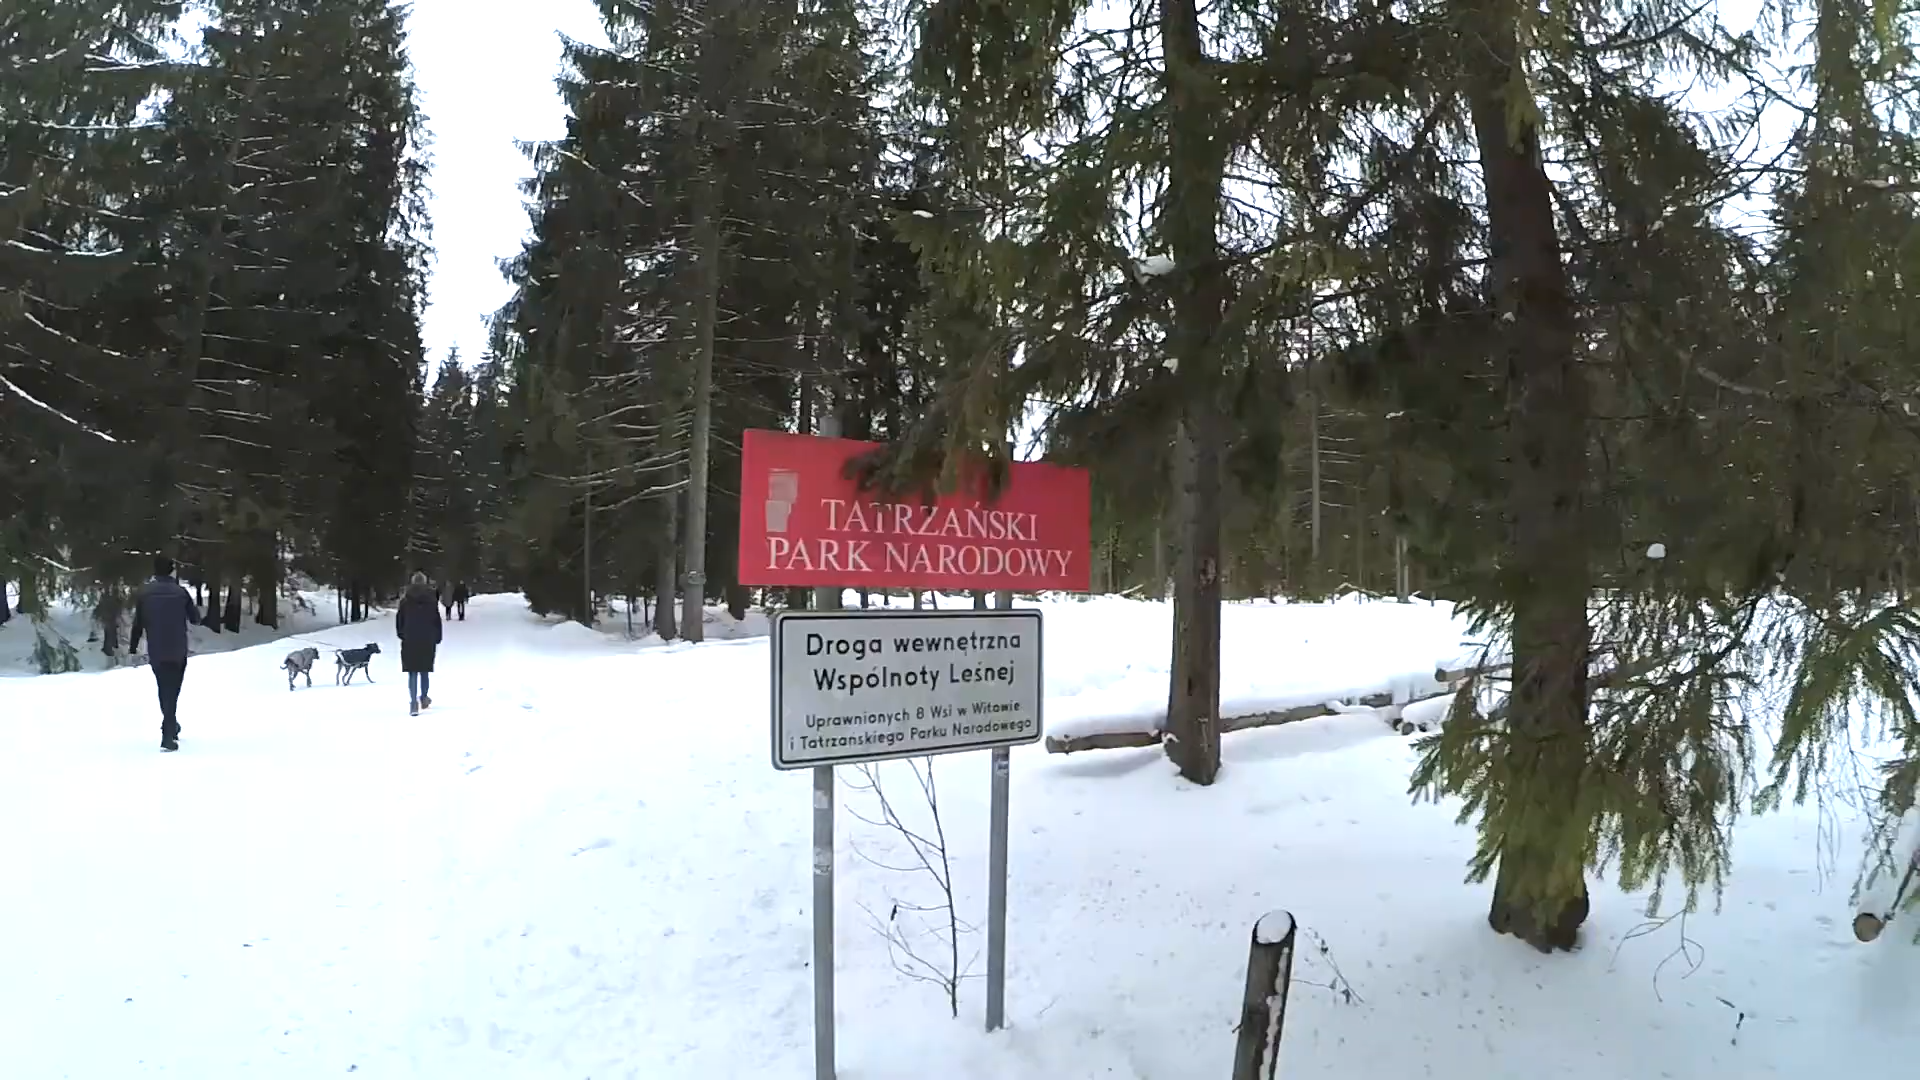 TATRZAŃSKI
PARK NARODOWY
Droga wewnętrzna
Wspólnoty Leśnej
Uprawnionych 8 Wsi w Witowie
i Tatrzańskiego Parku Narodowego